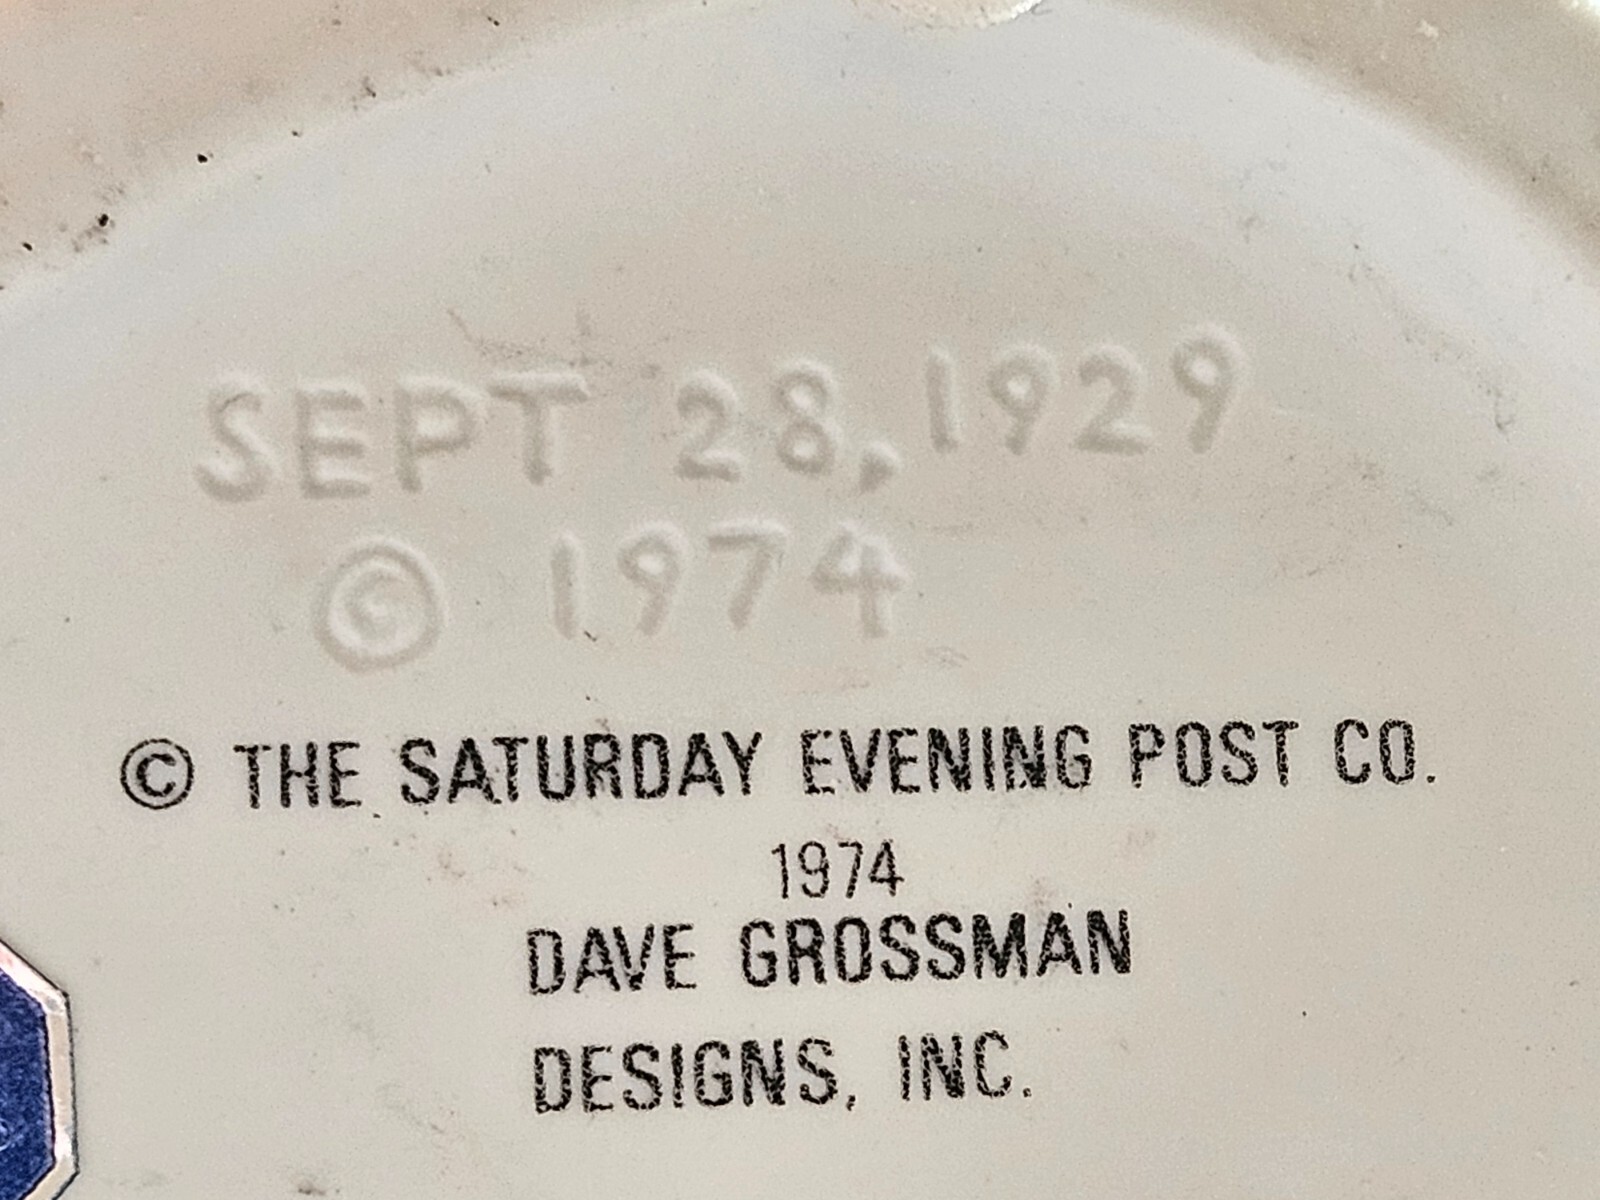 SEPT 28, 1929
© 1974
© THE SATURDAY EVENING POST CO.
1974
DAVE GROSSMAN
DESIGNS, INC.